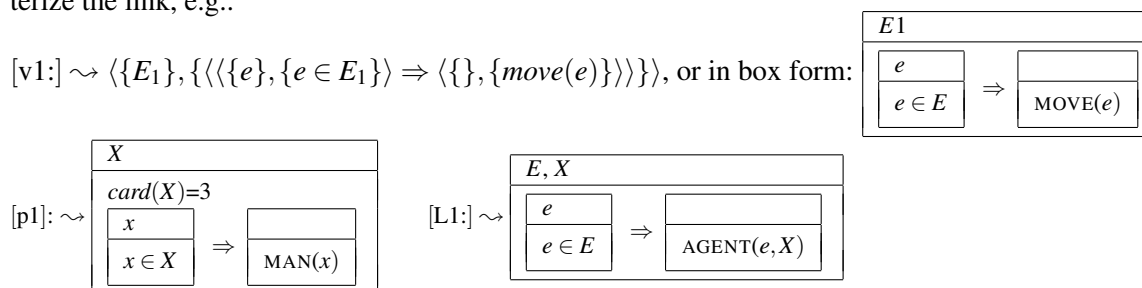 terize the link, e.g.:
[v1:] ⇝ ⟨{E₁}, {⟨⟨{e}, {e ∈ E₁}⟩ ⇒ ⟨{}, {move(e)}⟩⟩}⟩, or in box form:
E1
e
e ∈ E
⇒
MOVE(e)
[p1]: ⇝
X
card(X)=3
x
x ∈ X
⇒
MAN(x)
[L1:] ⇝
E, X
e
e ∈ E
⇒
AGENT(e, X)